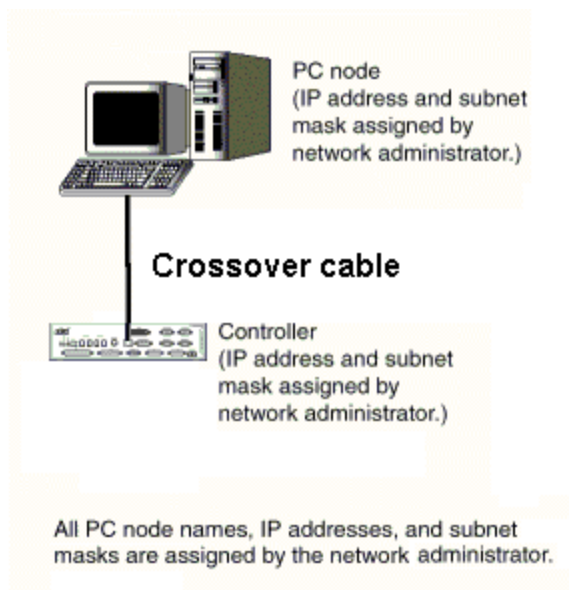 PC node
(IP address and subnet
mask assigned by
network administrator.)
Crossover cable
Controller
(IP address and subnet
mask assigned by
network administrator.)
All PC node names, IP addresses, and subnet
masks are assigned by the network administrator.